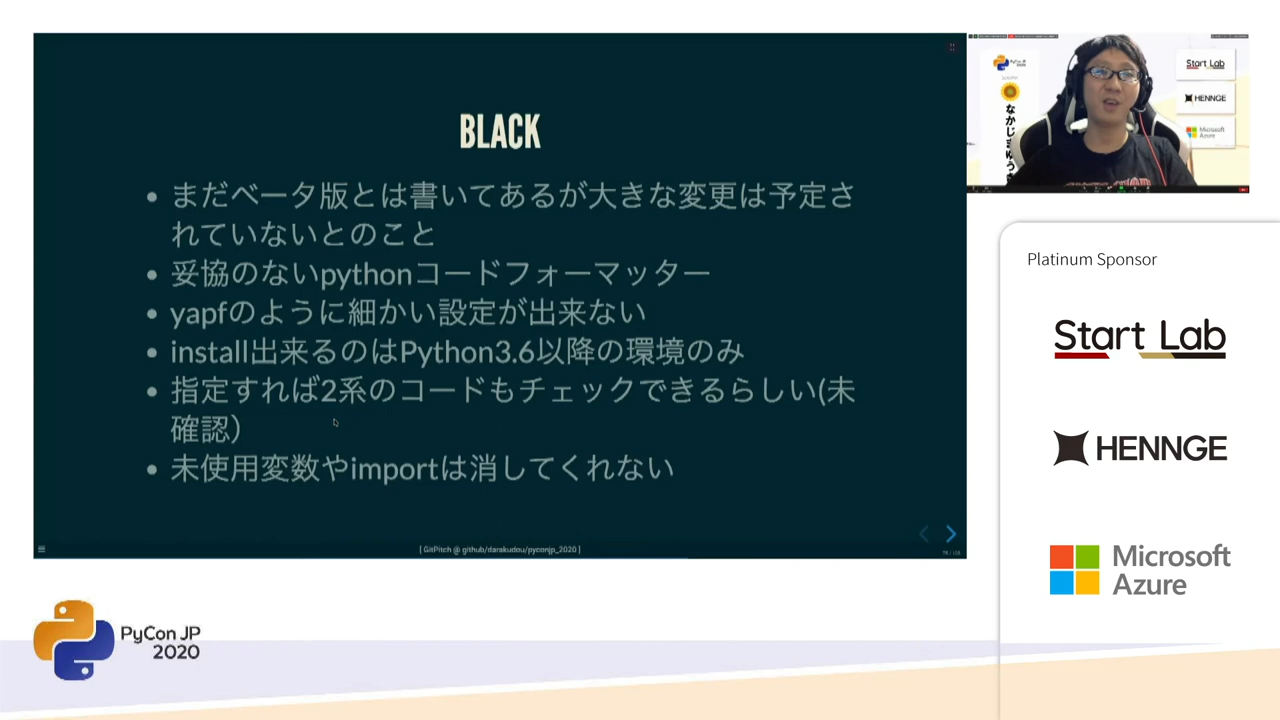 BLACK
まだベータ版とは書いてあるが大きな変更は予定さ
れていないとのこと
妥協のないpythonコードフォーマッター
yapfのように細かい設定が出来ない
install出来るのはPython3.6以降の環境のみ
指定すれば2系のコードもチェックできるらしい(未
確認)
未使用変数やimportは消してくれない
[ GitPitch @ github/darakudou/pyconjp_2020 ]
PyCon JP
Start Lab
HENNGE
Microsoft
Azure
Platinum Sponsor
Start Lab
HENNGE
Microsoft
Azure
PyCon JP
2020